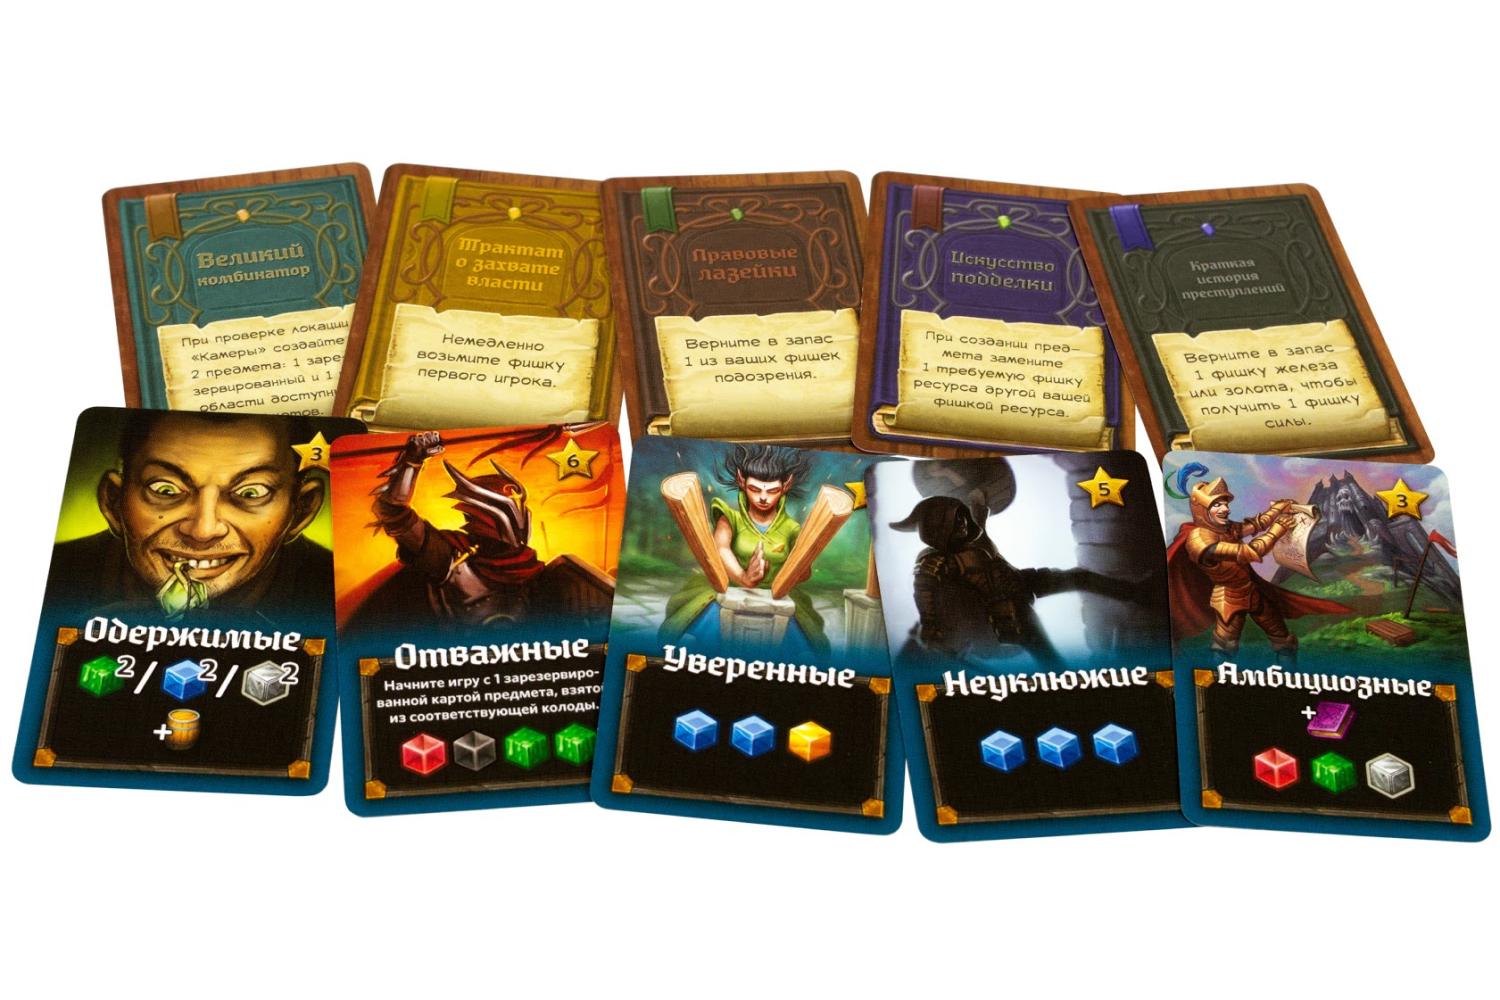 Великий
комбинатор
При проверке локации
«Камеры» создайте
2 предмета: 1 заре-
зервированный и 1
области доступн
Трактат
о захвате
власти
Немедленно
возьмите фишку
первого игрока.
Правовые
лазейки
Верните в запас
1 из ваших фишек
подозрения.
Искусство
подделки
При создании пред-
мета замените
1 требуемую фишку
ресурса другой вашей
фишкой ресурса.
Краткая
история
преступлений
Верните в запас
1 фишку железа
или золота, чтобы
получить 1 фишку
силы.
3
Одержимые
2 / 2 / 2
+
6
Отважные
Начните игру с 1 зарезервиро-
ванной картой предмета, взятой
из соответствующей колоды.
Уверенные
5
Неуклюжие
3
Амбициозные
+